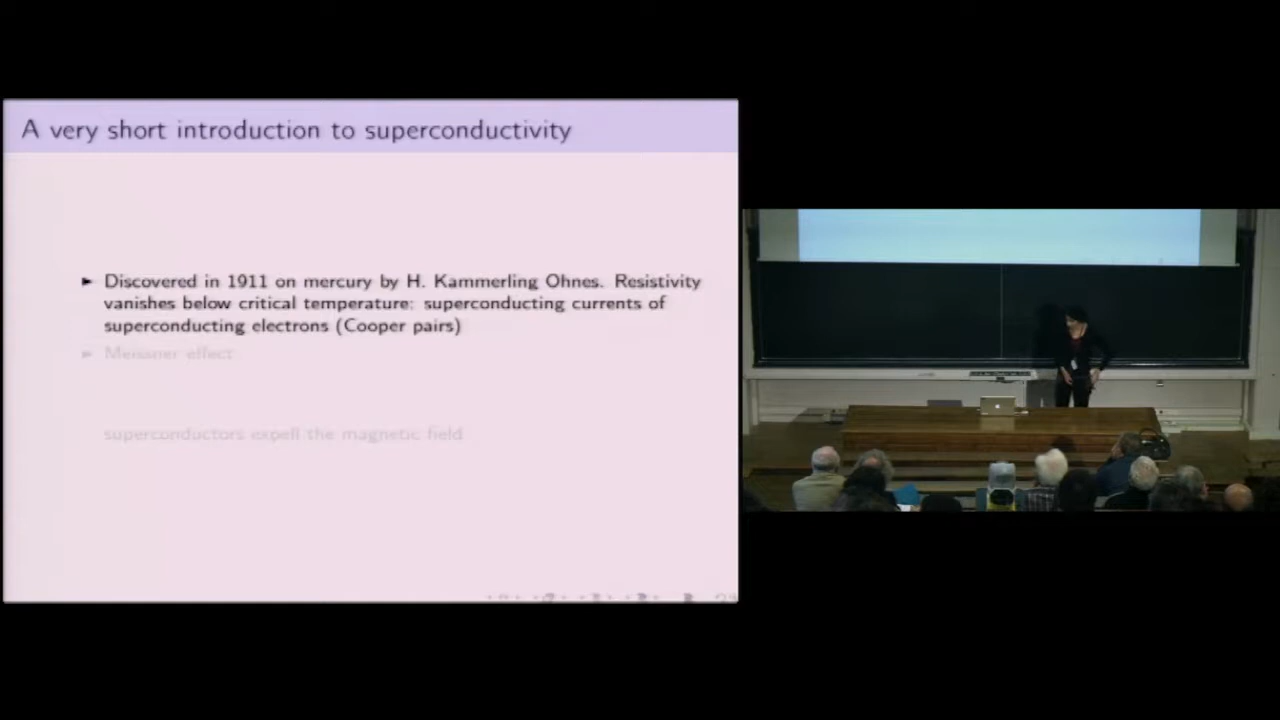 A very short introduction to superconductivity
► Discovered in 1911 on mercury by H. Kammerling Ohnes. Resistivity
vanishes below critical temperature: superconducting currents of
superconducting electrons (Cooper pairs)
► Meissner effect
superconductors expell the magnetic field